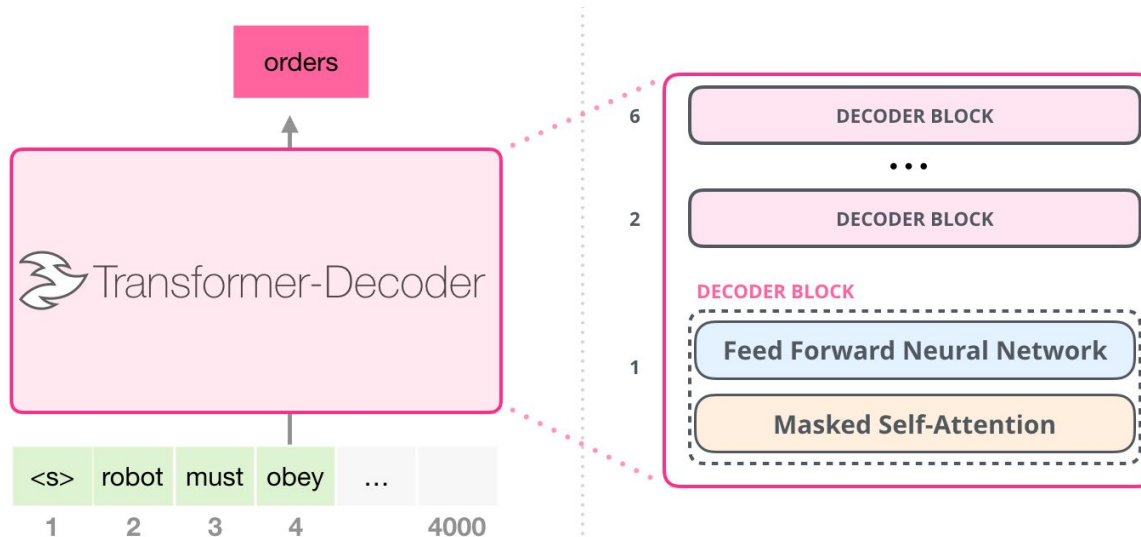 orders
Transformer-Decoder
<s> robot must obey ...
1 2 3 4 4000
6 DECODER BLOCK
...
2 DECODER BLOCK
DECODER BLOCK
1
Feed Forward Neural Network
Masked Self-Attention